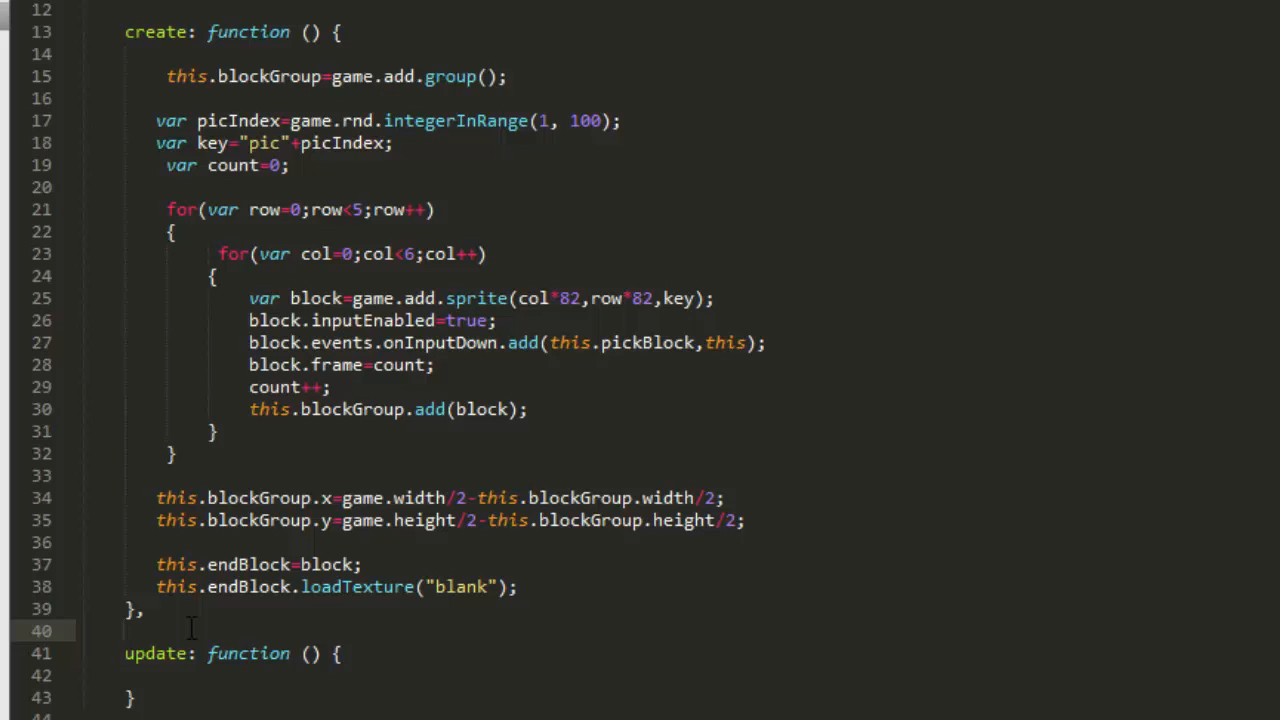 12
13 create: function () {
14
15 this.blockGroup=game.add.group();
16
17 var picIndex=game.rnd.integerInRange(1, 100);
18 var key="pic"+picIndex;
19 var count=0;
20
21 for(var row=0;row<5;row++)
22 {
23 for(var col=0;col<6;col++)
24 {
25 var block=game.add.sprite(col*82,row*82,key);
26 block.inputEnabled=true;
27 block.events.onInputDown.add(this.pickBlock,this);
28 block.frame=count;
29 count++;
30 this.blockGroup.add(block);
31 }
32 }
33
34 this.blockGroup.x=game.width/2-this.blockGroup.width/2;
35 this.blockGroup.y=game.height/2-this.blockGroup.height/2;
36
37 this.endBlock=block;
38 this.endBlock.loadTexture("blank");
39 },
40
41 update: function () {
42
43 }
44